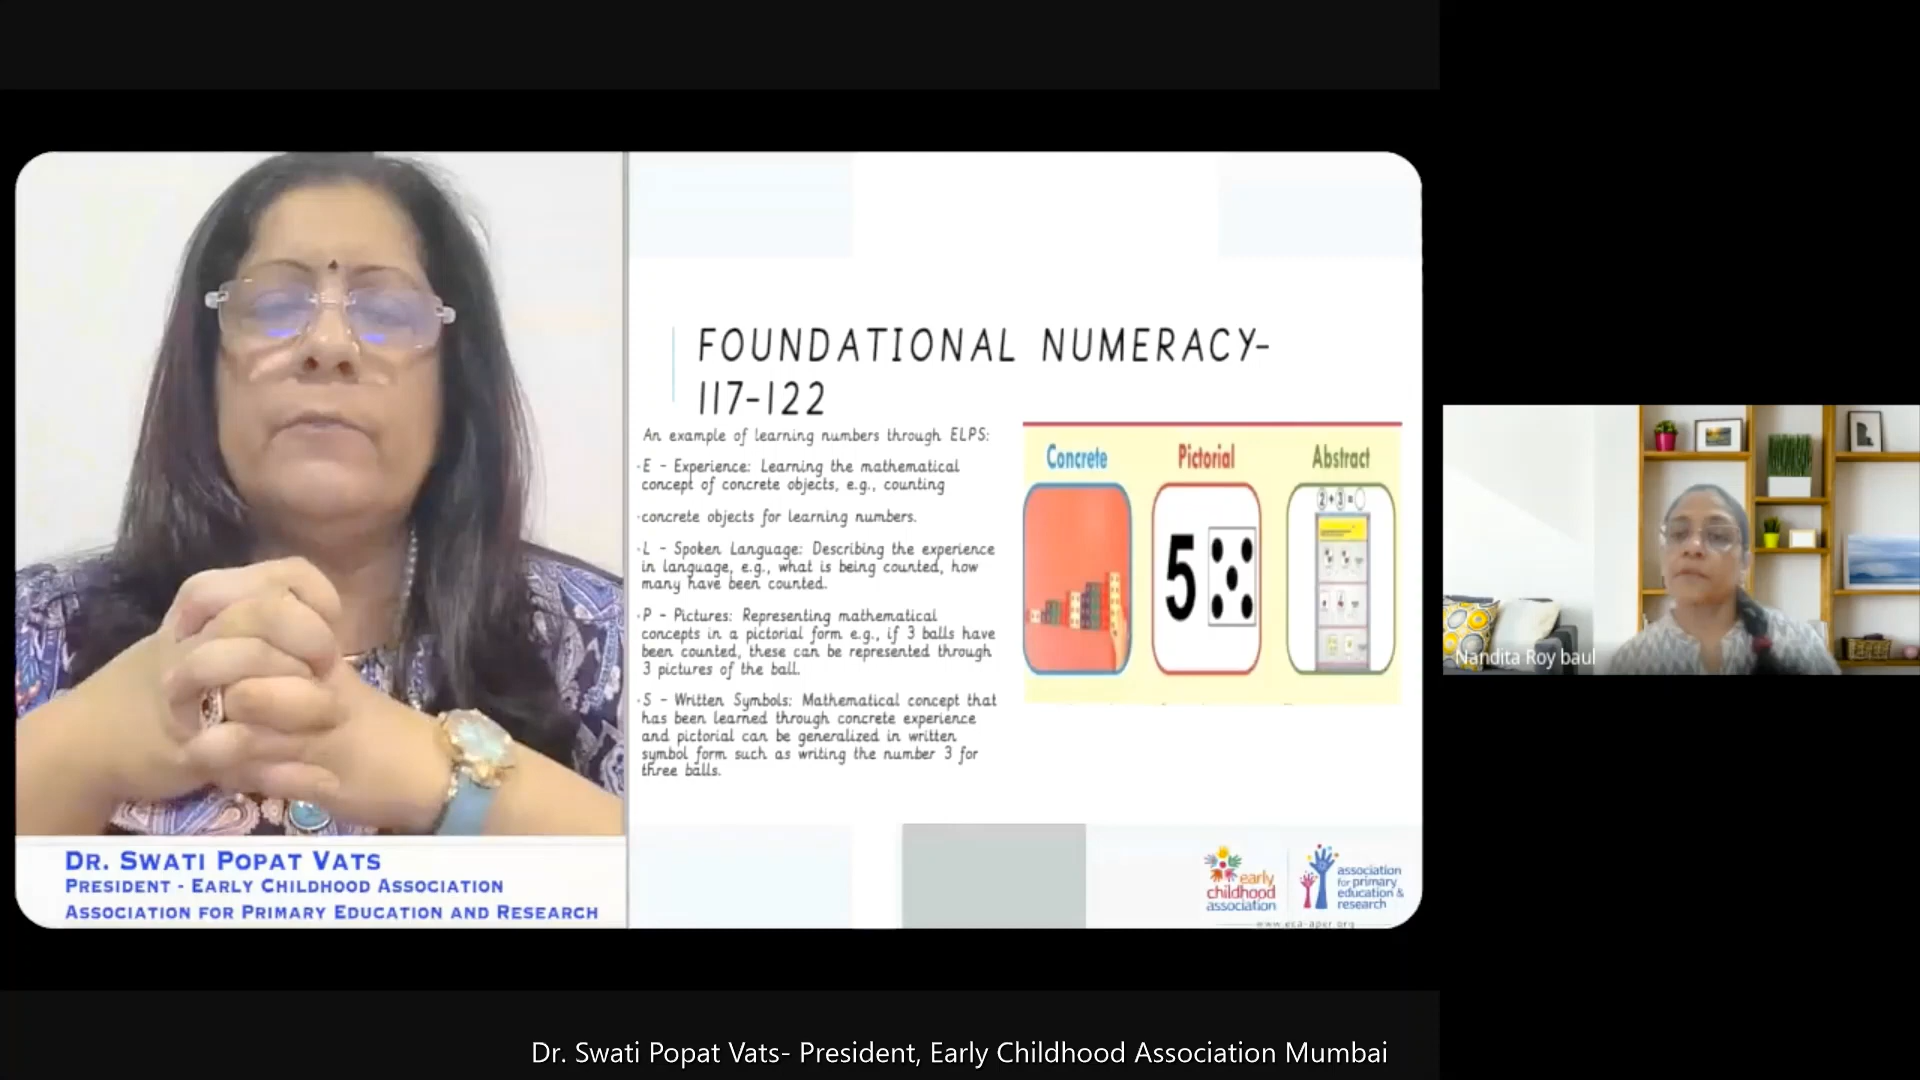 FOUNDATIONAL NUMERACY-
117-122
An example of learning numbers through ELPS:
·E - Experience: Learning the mathematical
concept of concrete objects, e.g., counting
·concrete objects for learning numbers.
·L - Spoken Language: Describing the experience
in language, e.g., what is being counted, how
many have been counted.
·P - Pictures: Representing mathematical
concepts in a pictorial form e.g., if 3 balls have
been counted, these can be represented through
3 pictures of the ball.
·S - Written Symbols: Mathematical concept that
has been learned through concrete experience
and pictorial can be generalized in written
symbol form such as writing the number 3 for
three balls.
Concrete
Pictorial
Abstract
5
2+3=
Nandita Roy baul
DR. SWATI POPAT VATS
PRESIDENT - EARLY CHILDHOOD ASSOCIATION
ASSOCIATION FOR PRIMARY EDUCATION AND RESEARCH
early
childhood
association
association
for primary
education &
research
www.eca-aper.org
Dr. Swati Popat Vats- President, Early Childhood Association Mumbai